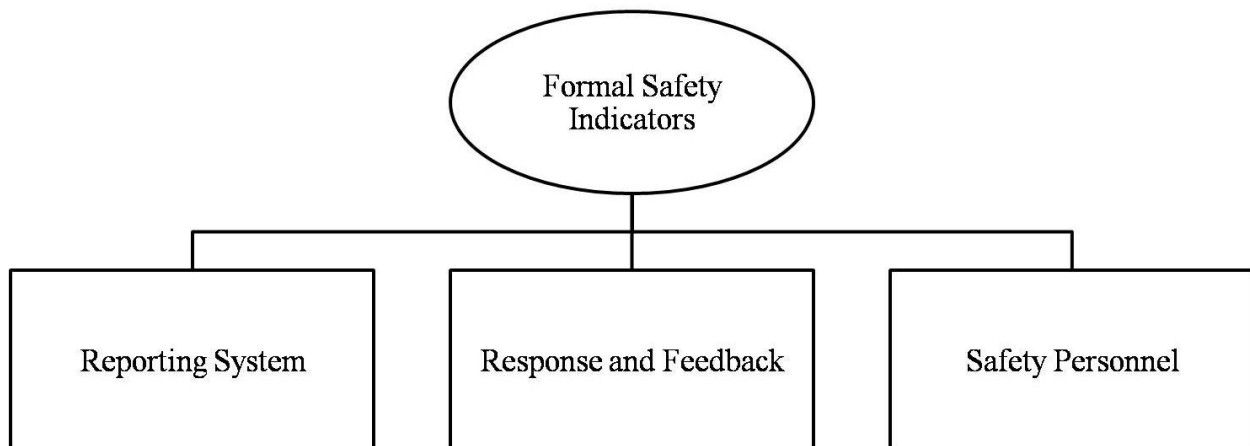 Formal Safety
Indicators
Reporting System
Response and Feedback
Safety Personnel